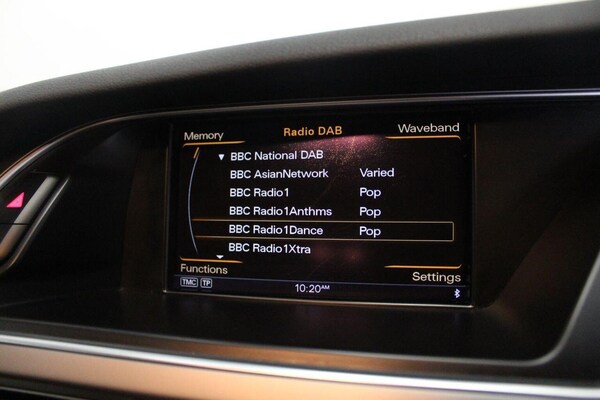 Memory Radio DAB Waveband
BBC National DAB
BBC AsianNetwork Varied
BBC Radio1 Pop
BBC Radio1Anthms Pop
BBC Radio1Dance Pop
BBC Radio1Xtra
Functions Settings
TMC TP 10:20AM